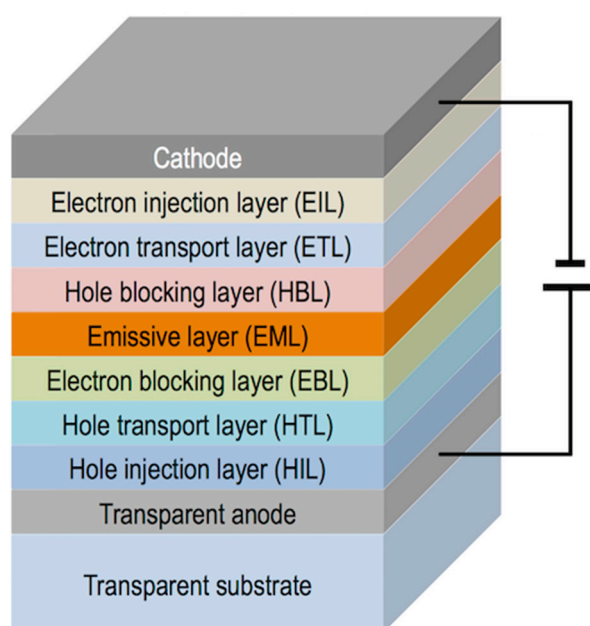 Cathode
Electron injection layer (EIL)
Electron transport layer (ETL)
Hole blocking layer (HBL)
Emissive layer (EML)
Electron blocking layer (EBL)
Hole transport layer (HTL)
Hole injection layer (HIL)
Transparent anode
Transparent substrate